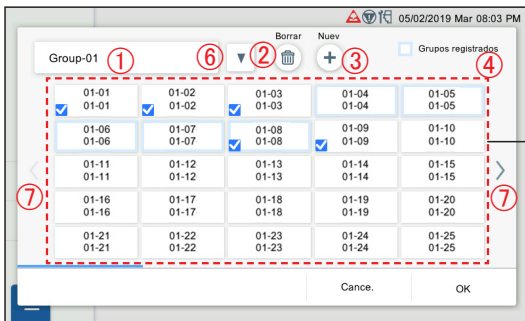 05/02/2019 Mar 08:03 PM
Borrar Nuev
Group-01 ① ⑥ ▼ ② + ③ Grupos registrados ④
01-01 01-02 01-03 01-04 01-05
01-01 01-02 01-03 01-04 01-05
01-06 01-07 01-08 01-09 01-10
01-06 01-07 01-08 01-09 01-10
01-11 01-12 01-13 01-14 01-15
01-11 01-12 01-13 01-14 01-15
⑦ ⑦
01-16 01-17 01-18 01-19 01-20
01-16 01-17 01-18 01-19 01-20
01-21 01-22 01-23 01-24 01-25
01-21 01-22 01-23 01-24 01-25
Cance. OK